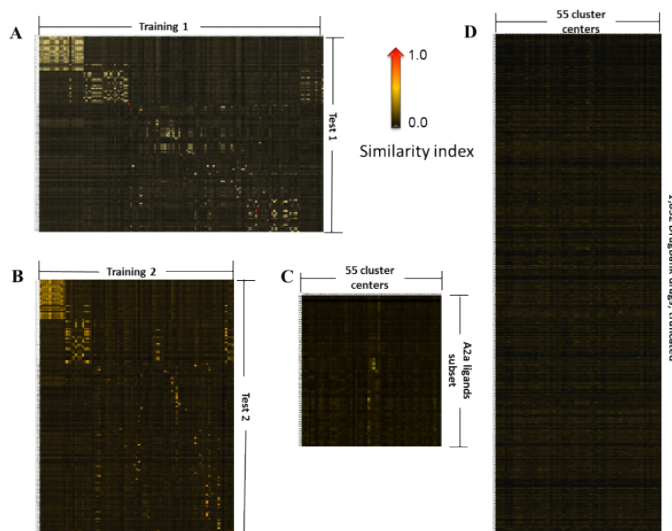 A
Training 1
Test 1
1.0
0.0
Similarity index
D
55 cluster
centers
B
Training 2
Test 2
C
55 cluster
centers
A2a ligands
subset